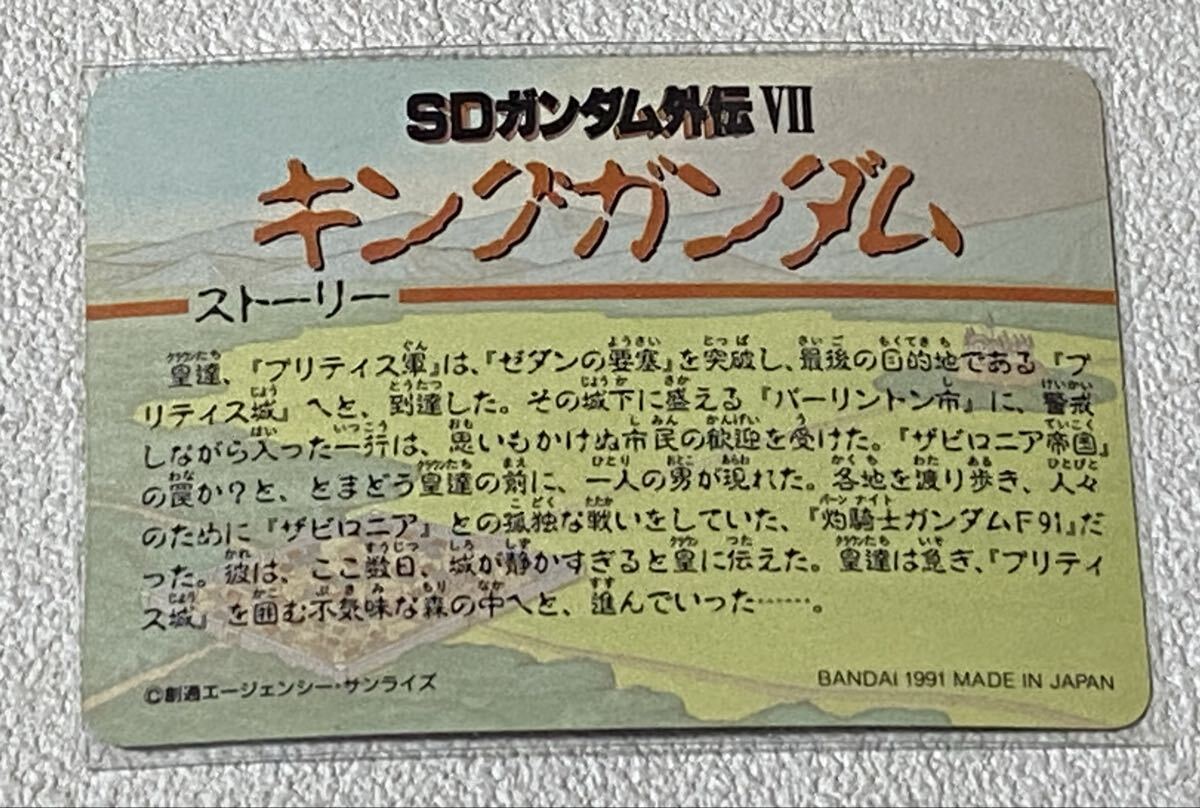 SDガンダム外伝 VII
キングガンダム
ストーリー
皇達、『ブリティス軍』は、『ゼダンの要塞』を突破し、最後の目的地である『ブ
リティス城』へと、到達した。その城下に盛える『バーリントン市』に、警戒
しながら入った一行は、思いもかけぬ市民の歓迎を受けた。『ザビロニア帝国』
の罠か？と、とまどう皇達の前に、一人の男が現れた。各地を渡り歩き、人々
のために『ザビロニア』との孤独な戦いをしていた、『灼騎士ガンダムF91』だ
った。彼は、ここ数日、城が静かすぎると皇に伝えた。皇達は急ぎ、『ブリティ
ス城』を囲む不気味な森の中へと、進んでいった……。
©創通エージェンシー・サンライズ
BANDAI 1991 MADE IN JAPAN